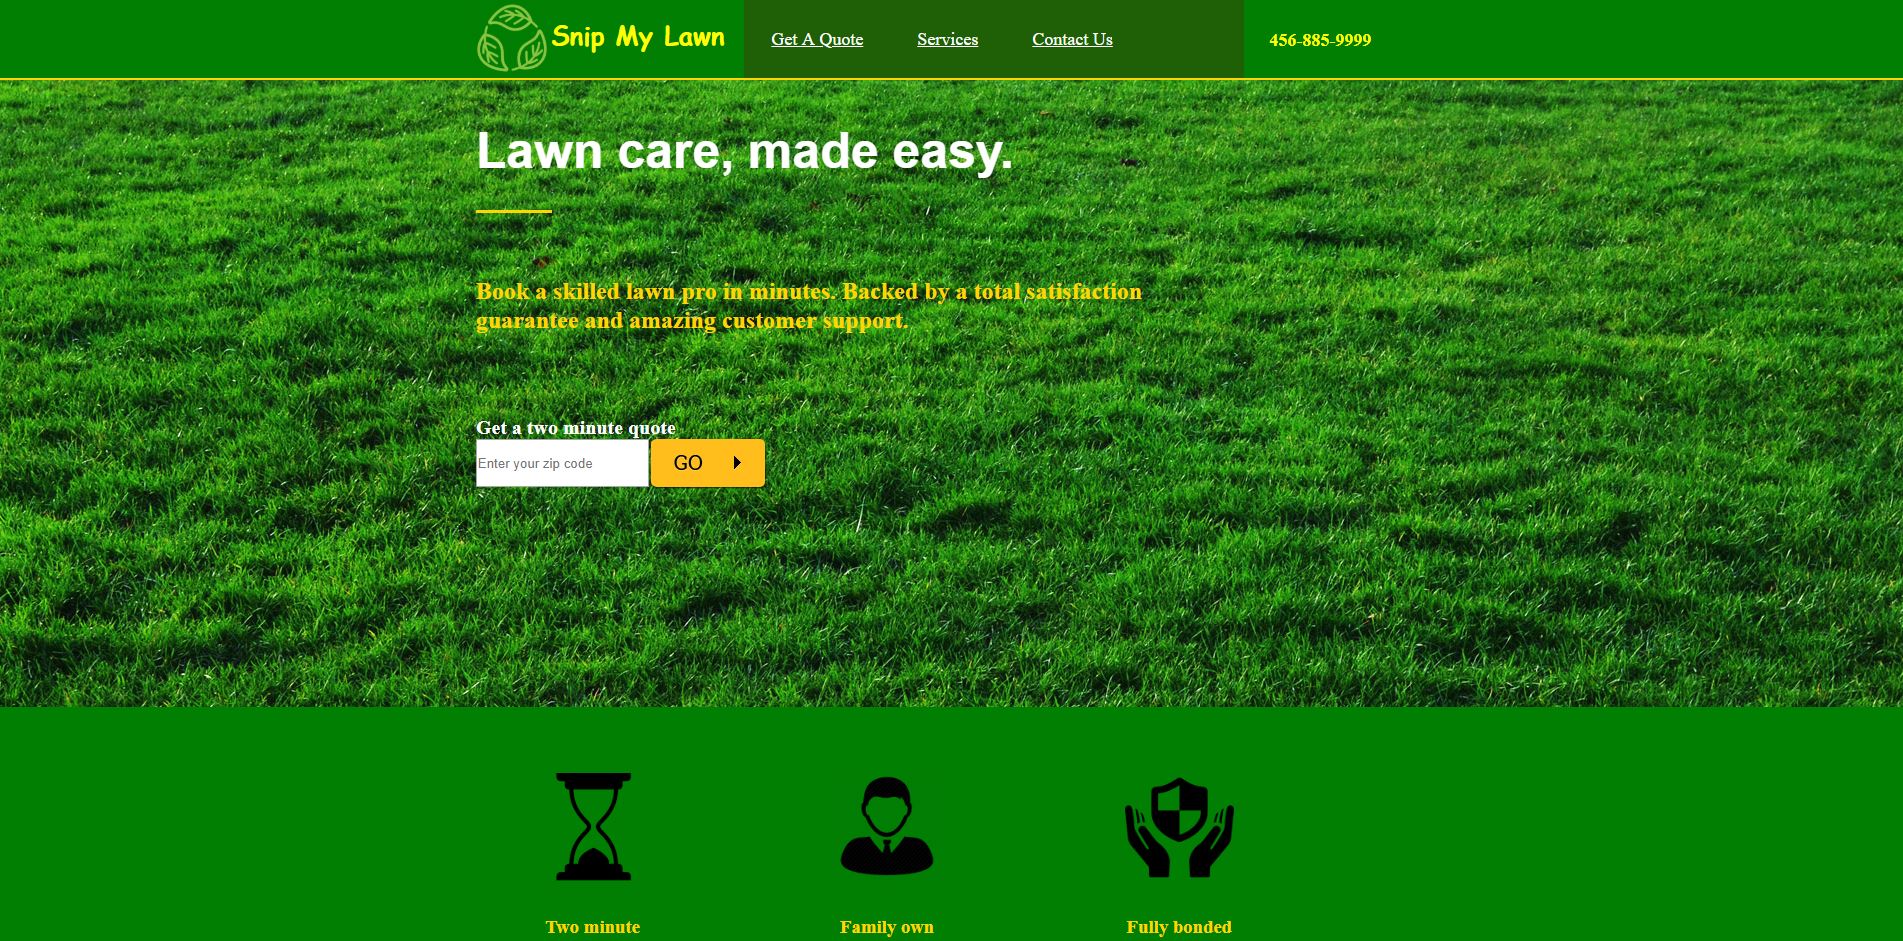 Snip My Lawn
Get A Quote
Services
Contact Us
456-885-9999
Lawn care, made easy.
Book a skilled lawn pro in minutes. Backed by a total satisfaction
guarantee and amazing customer support.
Get a two minute quote
Enter your zip code
GO
Two minute
Family own
Fully bonded